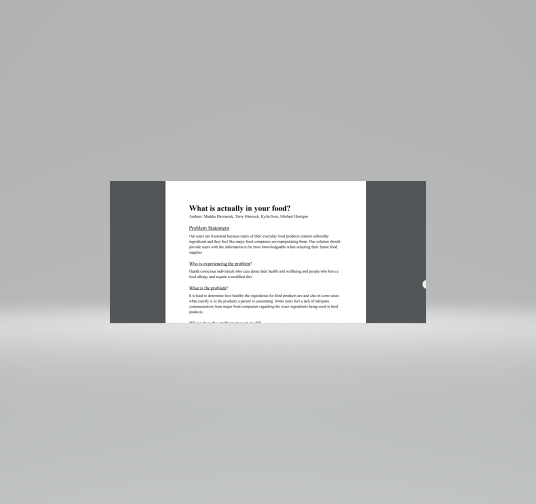 What is actually in your food?
Authors: Maddie Hrisvatak, Tony Hancock, Kylie Gros, Michael Harrigan
Problem Statement
Our users are frustrated because many of their everyday food products contain unhealthy
ingredients and they feel like major food companies are manipulating them. Our solution should
provide users with the information to be more knowledgeable when selecting their future food
supplies
Who is experiencing the problem?
Health conscious individuals who care about their health and wellbeing and people who have a
food allergy and require a modified diet.
What is the problem?
It is hard to determine how healthy the ingredients for food products are and also in some cases
what exactly is in the products a person is consuming. Some users feel a lack of adequate
communication from major food companies regarding the exact ingredients being used in food
products.